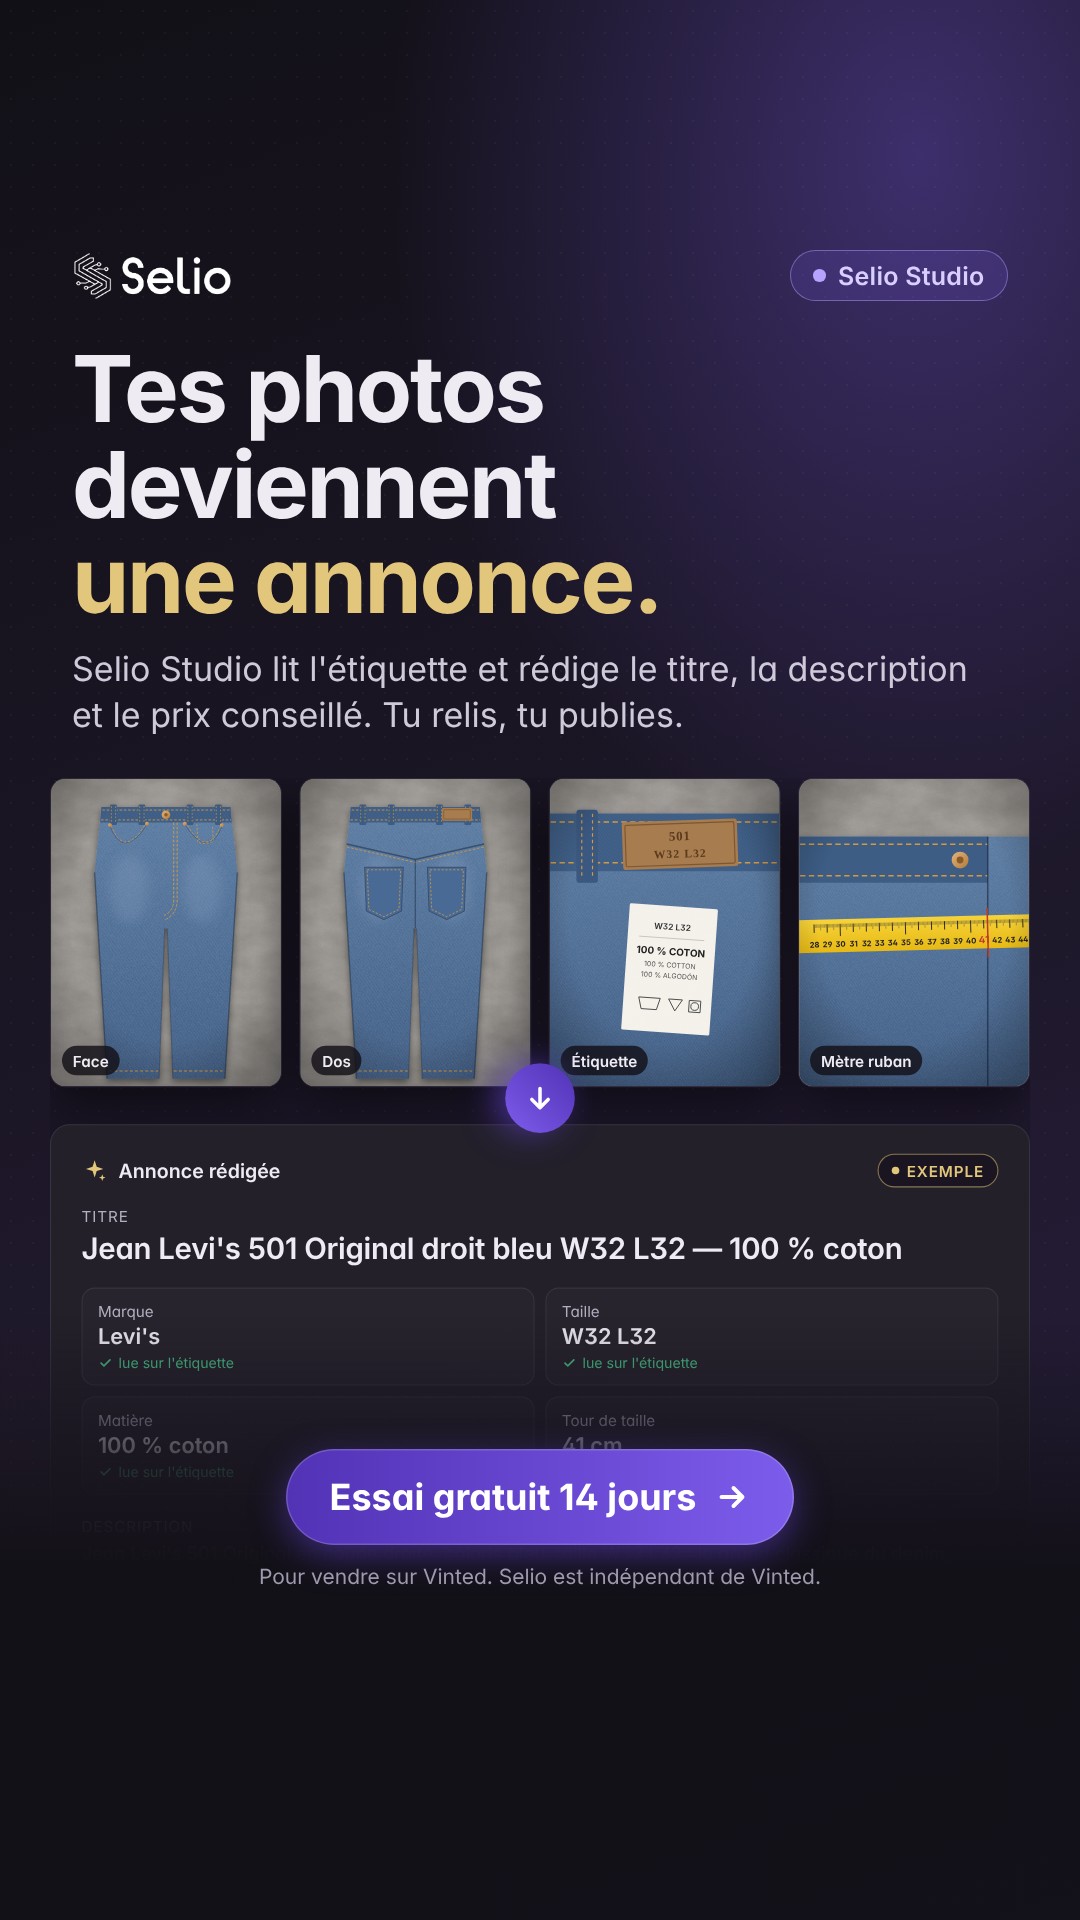 Selio
Selio Studio
Tes photos
deviennent
une annonce.
Selio Studio lit l'étiquette et rédige le titre, la description
et le prix conseillé. Tu relis, tu publies.
501
W32 L32
W32 L32
100 % COTON
100 % COTTON
100 % ALGODÓN
28 29 30 31 32 33 34 35 36 37 38 39 40 41 42 43 44
Face
Dos
Étiquette
Mètre ruban
Annonce rédigée
EXEMPLE
TITRE
Jean Levi's 501 Original droit bleu W32 L32 — 100 % coton
Marque
Levi's
lue sur l'étiquette
Taille
W32 L32
lue sur l'étiquette
Matière
100 % coton
lue sur l'étiquette
Tour de taille
41 cm
DESCRIPTION
Essai gratuit 14 jours
Pour vendre sur Vinted. Selio est indépendant de Vinted.